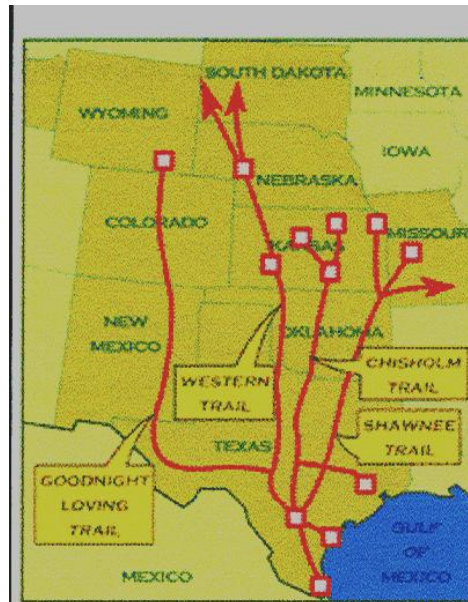 SOUTH DAKOTA
MINNESOTA
WYOMING
IOWA
NEBRASKA
COLORADO
KANSAS
MISSOUR
NEW
MEXICO
OKLAHOMA
WESTERN
TRAIL
CHISHOLM
TRAIL
SHAWNEE
TRAIL
TEXAS
GOODNIGHT
LOVING
TRAIL
GULF
OF
MEXICO
MEXICO